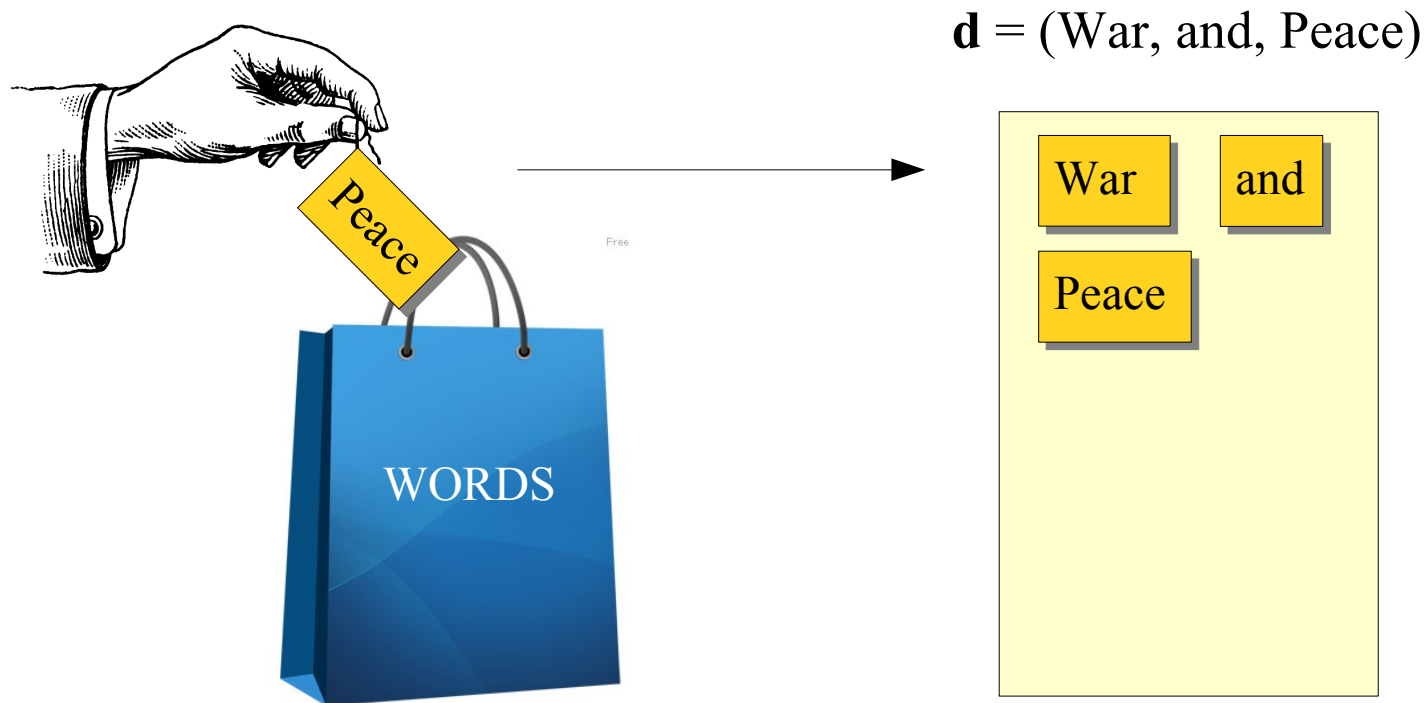 d = (War, and, Peace)
Peace
Free
WORDS
War and
Peace